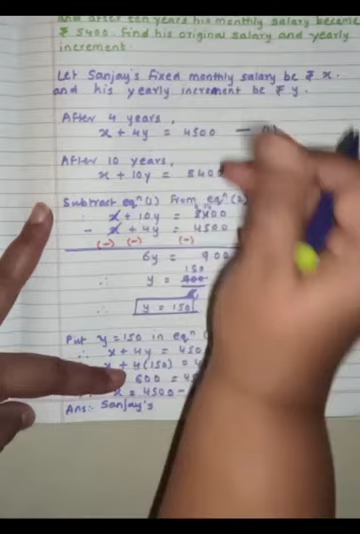 and after ten years his monthly salary became
₹ 5400. Find his original salary and yearly
increment.
Let Sanjay's fixed monthly salary be ₹ x.
and his yearly increment be ₹ y.
After 4 years,
x + 4y = 4500
After 10 years,
x + 10y = 5400
Subtract eqⁿ (1) from eqⁿ (2)
x + 10y = 5400
- x + 4y = 4500
(-) (-) (-)
6y = 900
150
∴ y = 900
∴ y = 150
Put y = 150 in eqⁿ
∴ x + 4y = 450
x + 4(150) =
600 = 45
x = 4500 -
Ans:- Sanjay's